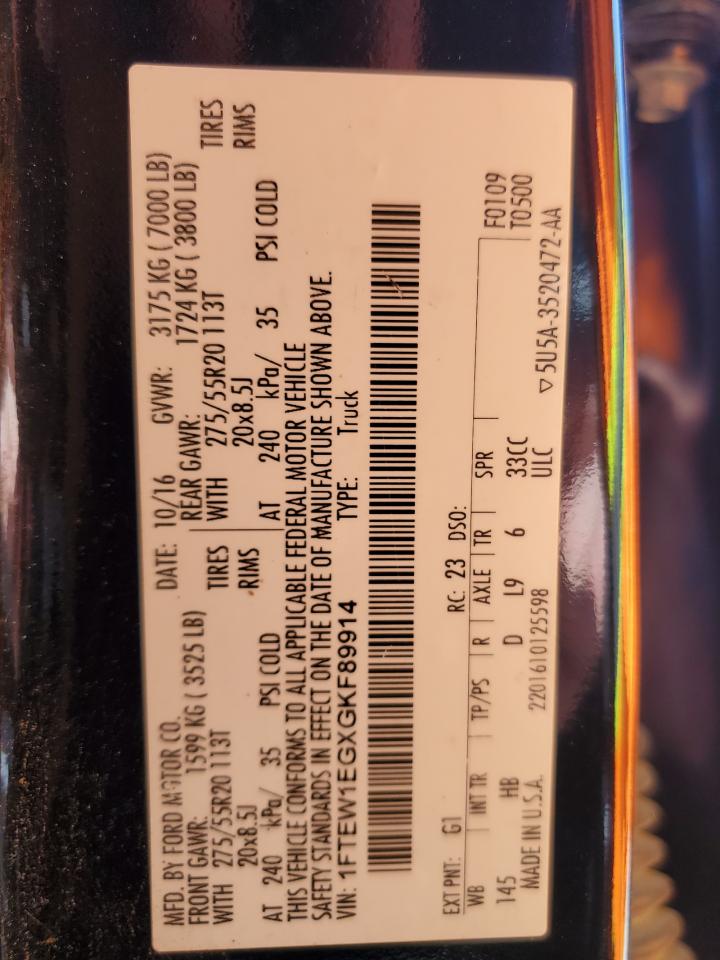 MFD. BY FORD MOTOR CO.
DATE: 10/16 GVWR: 3175 KG ( 7000 LB)
FRONT GAWR: 1599 KG ( 3525 LB)
REAR GAWR: 1724 KG ( 3800 LB)
WITH 275/55R20 113T TIRES
WITH 275/55R20 113T TIRES
20x8.5J RIMS
20x8.5J RIMS
AT 240 kPa/ 35 PSI COLD
AT 240 kPa/ 35 PSI COLD
THIS VEHICLE CONFORMS TO ALL APPLICABLE FEDERAL MOTOR VEHICLE
SAFETY STANDARDS IN EFFECT ON THE DATE OF MANUFACTURE SHOWN ABOVE.
VIN: 1FTEW1EGXGKF89914 TYPE: Truck
EXT PNT: G1 RC: 23 DSO:
WB INT TR TP/PS R AXLE TR SPR
F0109
145 HB D L9 6 33CC
T0500
ULC
MADE IN U.S.A. 2201610125598 ▽5U5A-3520472-AA